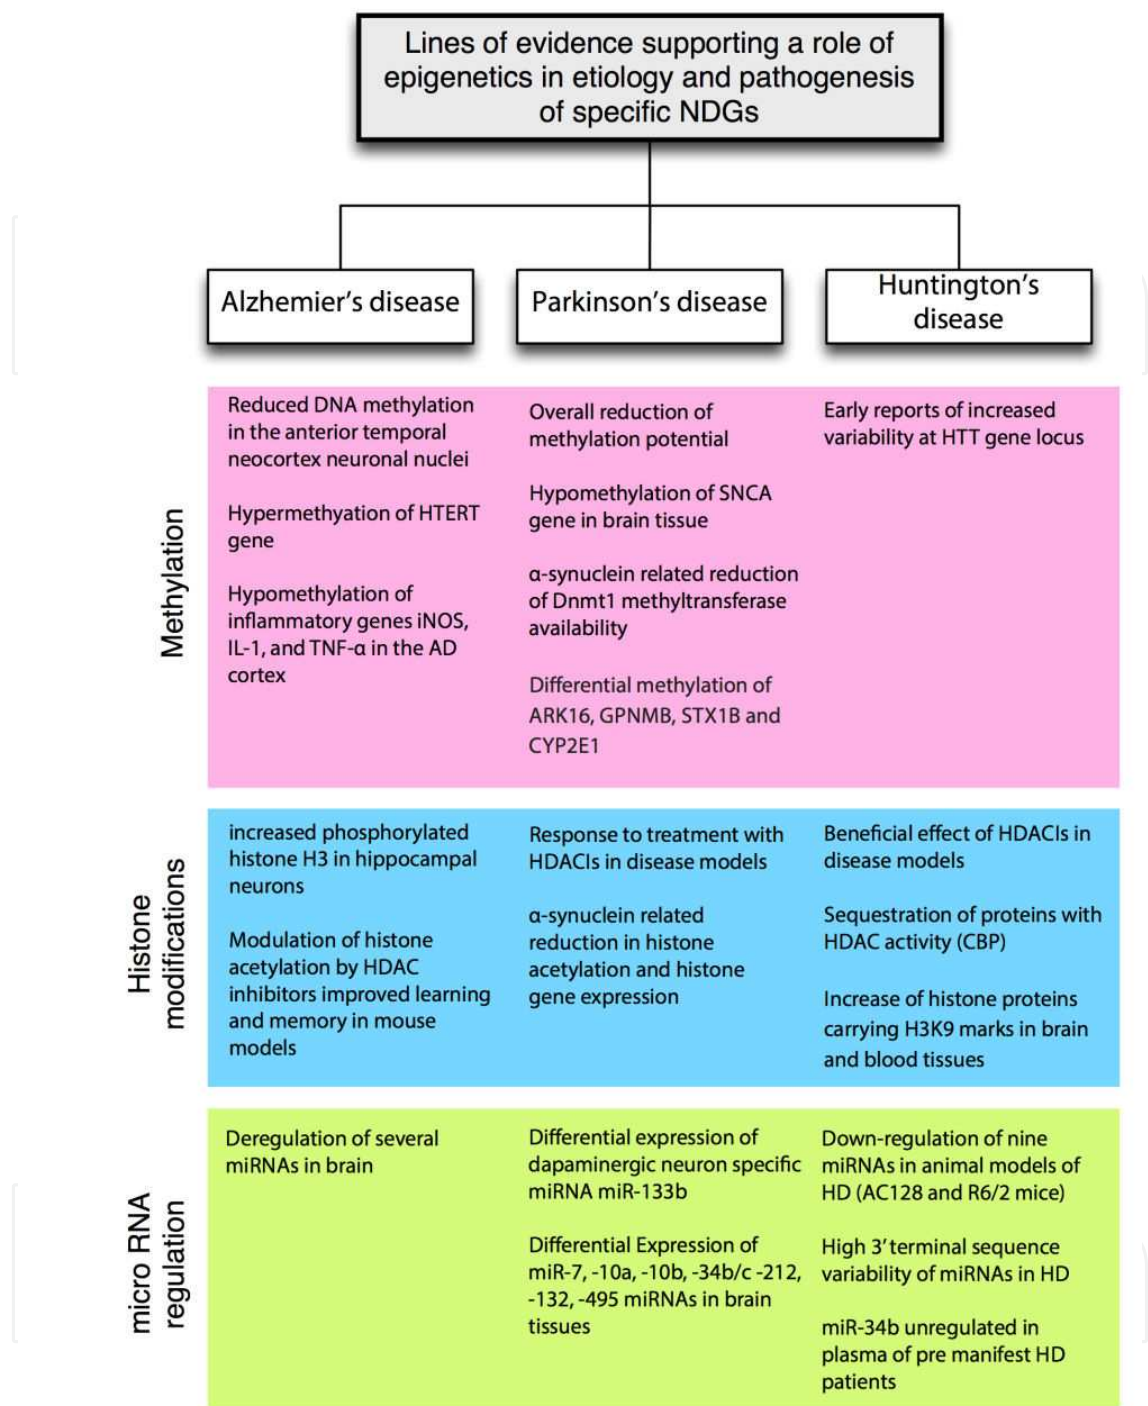 Lines of evidence supporting a role of
epigenetics in etiology and pathogenesis
of specific NDGs
Alzhemier's disease
Parkinson's disease
Huntington's
disease
Methylation
Reduced DNA methylation
in the anterior temporal
neocortex neuronal nuclei
Hypermethyation of HTERT
gene
Hypomethylation of
inflammatory genes iNOS,
IL-1, and TNF-α in the AD
cortex
Overall reduction of
methylation potential
Hypomethylation of SNCA
gene in brain tissue
α-synuclein related reduction
of Dnmt1 methyltransferase
availability
Differential methylation of
ARK16, GPNMB, STX1B and
CYP2E1
Early reports of increased
variability at HTT gene locus
Histone
modifications
increased phosphorylated
histone H3 in hippocampal
neurons
Modulation of histone
acetylation by HDAC
inhibitors improved learning
and memory in mouse
models
Response to treatment with
HDACIs in disease models
α-synuclein related
reduction in histone
acetylation and histone
gene expression
Beneficial effect of HDACIs in
disease models
Sequestration of proteins with
HDAC activity (CBP)
Increase of histone proteins
carrying H3K9 marks in brain
and blood tissues
micro RNA
regulation
Deregulation of several
miRNAs in brain
Differential expression of
dapaminergic neuron specific
miRNA miR-133b
Differential Expression of
miR-7, -10a, -10b, -34b/c -212,
-132, -495 miRNAs in brain
tissues
Down-regulation of nine
miRNAs in animal models of
HD (AC128 and R6/2 mice)
High 3' terminal sequence
variability of miRNAs in HD
miR-34b unregulated in
plasma of pre manifest HD
patients